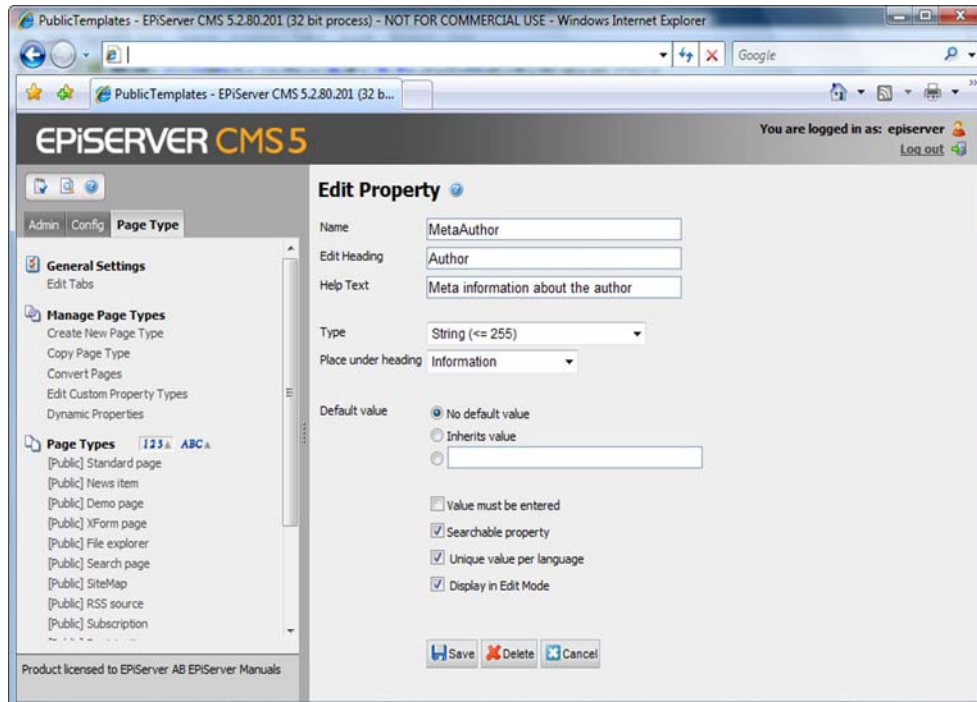 PublicTemplates - EPiServer CMS 5.2.80.201 (32 bit process) - NOT FOR COMMERCIAL USE - Windows Internet Explorer
Google
PublicTemplates - EPiServer CMS 5.2.80.201 (32 b...
EPiSERVER CMS 5
You are logged in as: episerver
Log out
Admin Config Page Type
General Settings
Edit Tabs
Manage Page Types
Create New Page Type
Copy Page Type
Convert Pages
Edit Custom Property Types
Dynamic Properties
Page Types 123 ABC
[Public] Standard page
[Public] News item
[Public] Demo page
[Public] XForm page
[Public] File explorer
[Public] Search page
[Public] SiteMap
[Public] RSS source
[Public] Subscription
Product licensed to EPiServer AB EPiServer Manuals
Edit Property
Name MetaAuthor
Edit Heading Author
Help Text Meta information about the author
Type String (<= 255)
Place under heading Information
Default value No default value
Inherits value
Value must be entered
Searchable property
Unique value per language
Display in Edit Mode
Save Delete Cancel